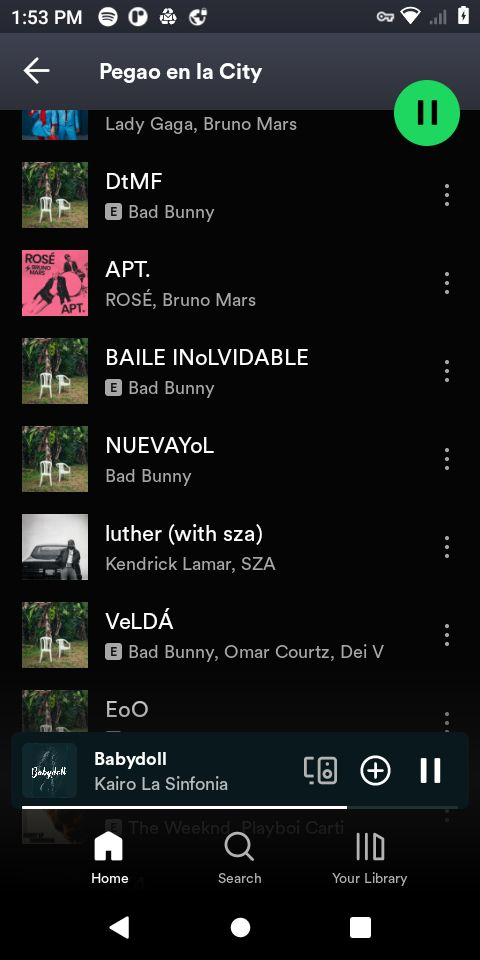 1:53 PM
Pegao en la City
Lady Gaga, Bruno Mars
DtMF
E Bad Bunny
ROSÉ
& BRUNO
MARS
APT.
APT.
ROSÉ, Bruno Mars
BAILE INoLVIDABLE
E Bad Bunny
NUEVAYoL
Bad Bunny
luther (with sza)
Kendrick Lamar, SZA
VeLDÁ
E Bad Bunny, Omar Courtz, Dei V
EoO
Babydoll
Babydoll
Kairo La Sinfonia
E The Weeknd, Playboi Carti
Home
Search
Your Library